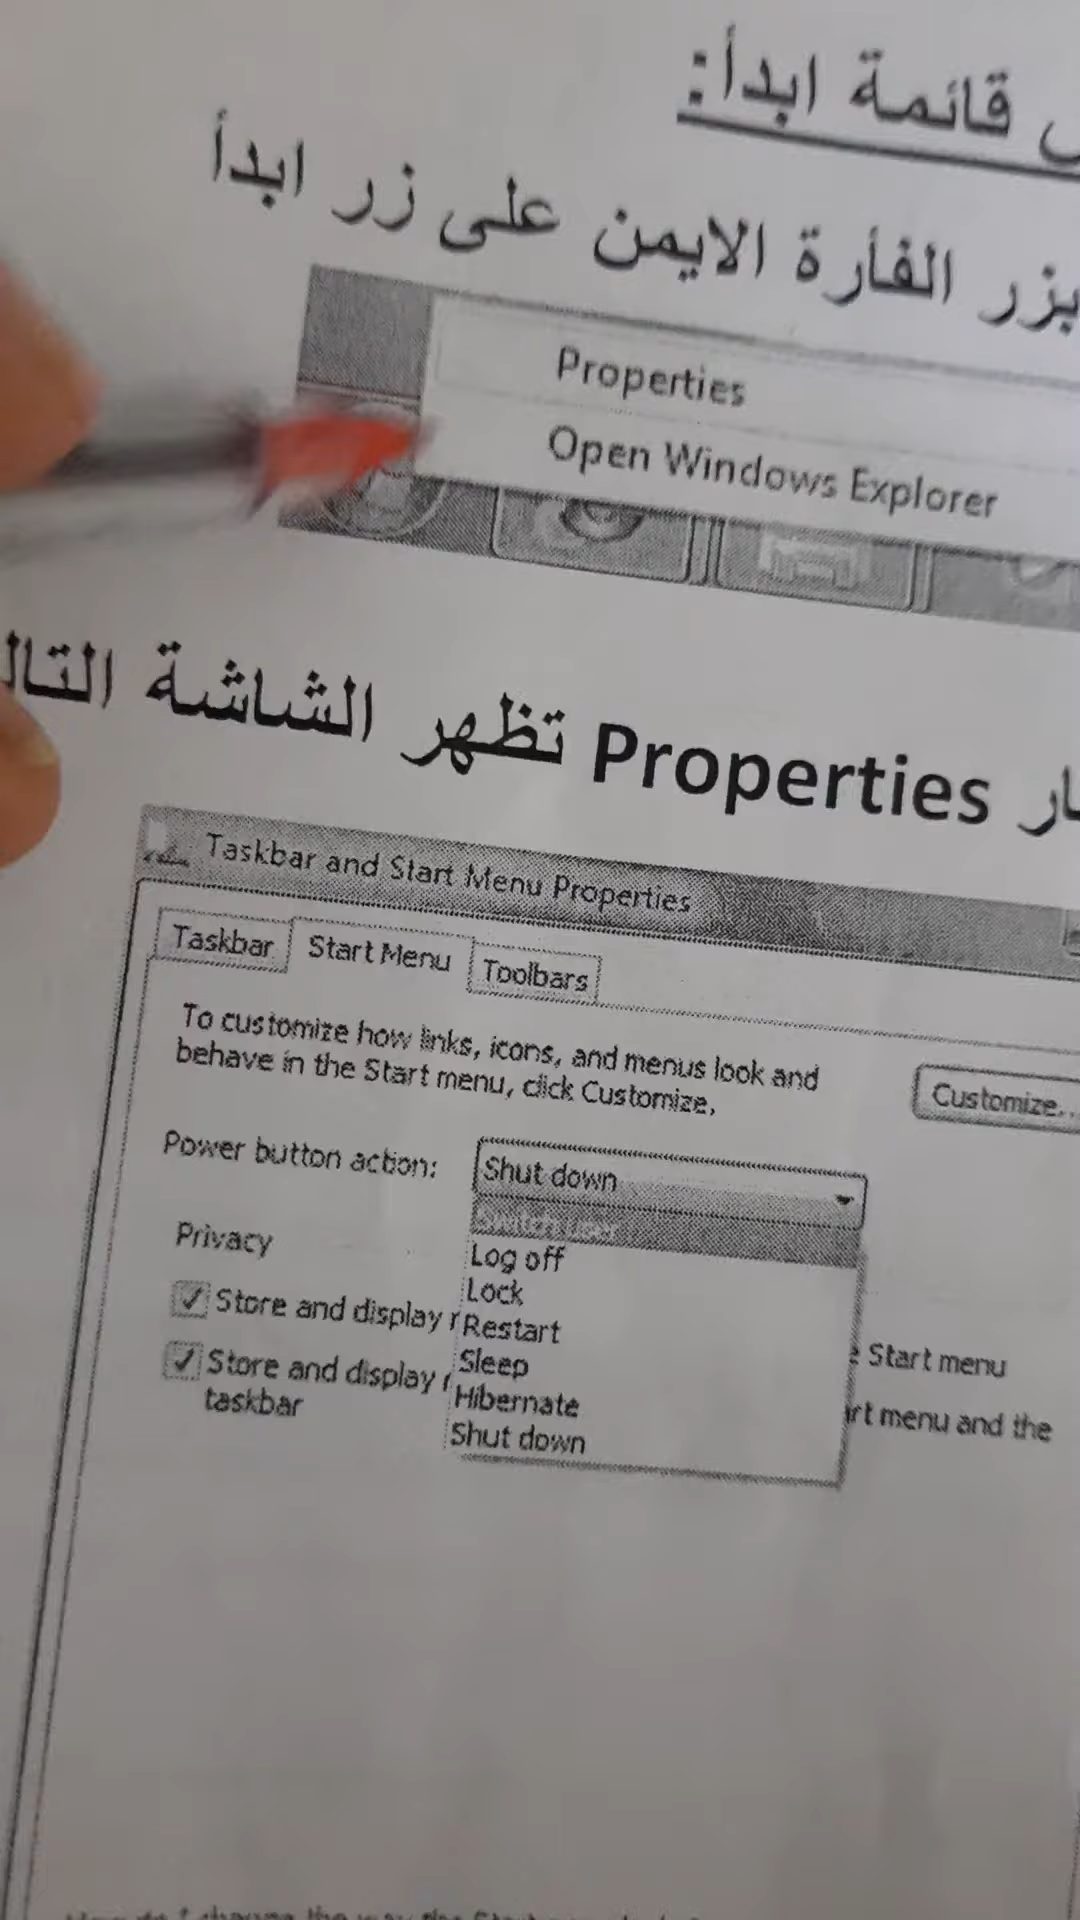 قائمة ابدأ:
بزر الفأرة الايمن على زر ابدأ
Properties
Open Windows Explorer
Properties تظهر الشاشة
Taskbar and Start Menu Properties
Taskbar Start Menu Toolbars
To customize how links, icons, and menus look and
behave in the Start menu, click Customize.
Customize...
Power button action: Shut down
Switch user
Log off
Lock
Restart
Sleep
Hibernate
Shut down
Privacy
Store and display
Start menu
Store and display
menu and the
taskbar